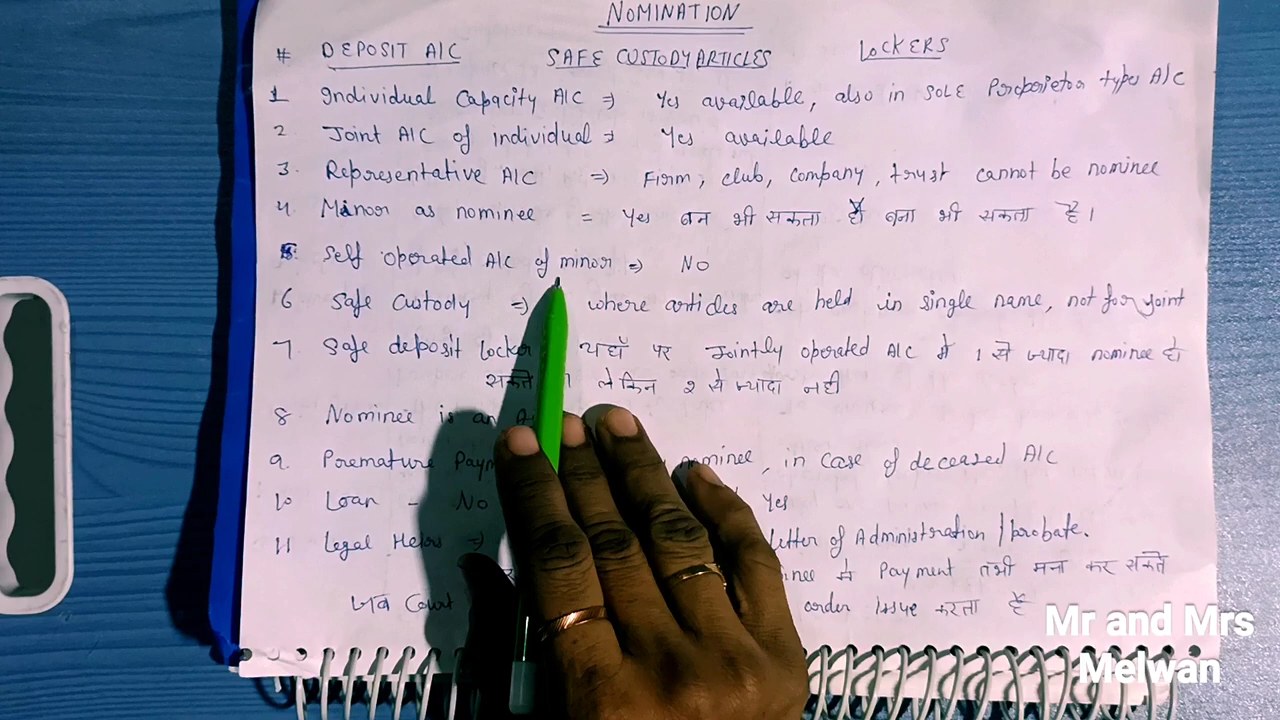 NOMINATION
# DEPOSIT A/C SAFE CUSTODY ARTICLES LOCKERS
1 Individual Capacity A/C ⇒ Yes available, also in SOLE Properietor type A/C
2. Joint A/C of individual ⇒ Yes available
3. Representative A/C ⇒ Firm, club, company, trust cannot be nominee
4. Minor as nominee = Yes बन भी सकता है बना भी सकता है।
5. Self operated A/C of minor ⇒ NO
6 Safe Custody ⇒ where articles are held in single name, not for joint
7. Safe deposit Locker यहाँ पर Jointly operated A/C में 1 से ज्यादा nominee हो
सकते लेकिन 2 से ज्यादा नही
8. Nominee is an
9. Premature nominee, in case of deceased A/C
10 Loan - No Yes
11 Legal Heirs ⇒ letter of Administration / probate.
में Payment तभी मना कर सकते
जब Court order issue करता है
Mr and Mrs
Melwan